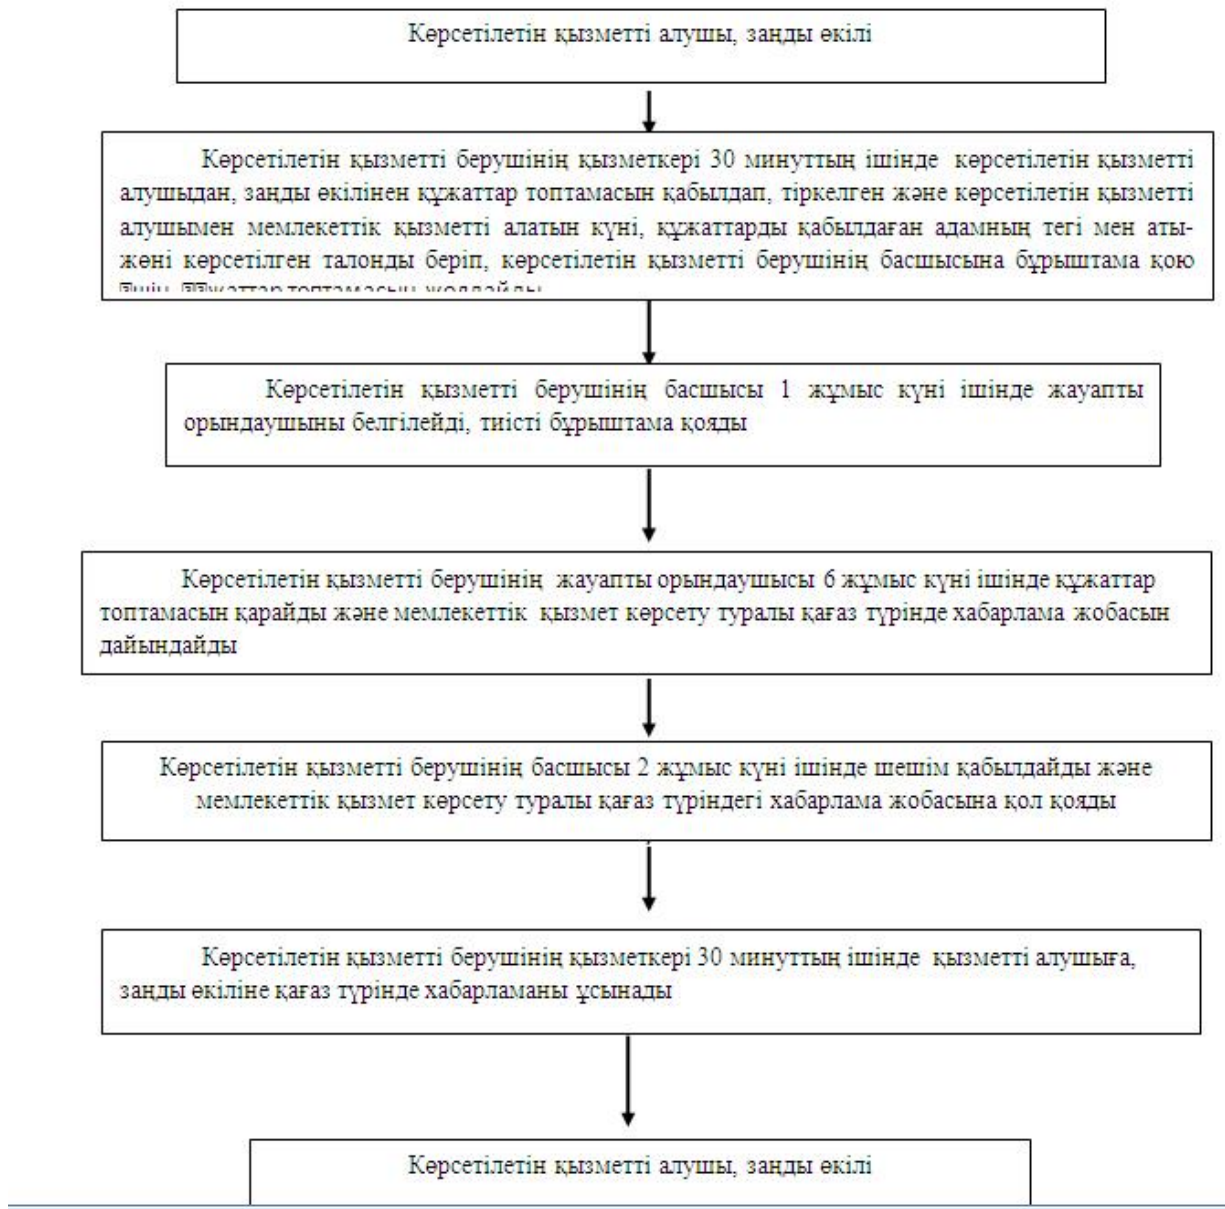 Көрсетілетін қызметті алушы, заңды өкілі
Көрсетілетін қызметті берушінің қызметкері 30 минуттың ішінде көрсетілетін қызметті
алушыдан, заңды өкілінен құжаттар топтамасын қабылдап, тіркелген және көрсетілетін қызметті
алушымен мемлекеттік қызметті алатын күні, құжаттарды қабылдаған адамның тегі мен аты-
жөні көрсетілген талонды беріп, көрсетілетін қызметті берушінің басшысына бұрыштама қою
топтамасын жолдайды
Көрсетілетін қызметті берушінің басшысы 1 жұмыс күні ішінде жауапты
орындаушыны белгілейді, тиісті бұрыштама қояды
Көрсетілетін қызметті берушінің жауапты орындаушысы 6 жұмыс күні ішінде құжаттар
топтамасын қарайды және мемлекеттік қызмет көрсету туралы қағаз түрінде хабарлама жобасын
дайындайды
Көрсетілетін қызметті берушінің басшысы 2 жұмыс күні ішінде шешім қабылдайды және
мемлекеттік қызмет көрсету туралы қағаз түріндегі хабарлама жобасына қол қояды
Көрсетілетін қызметті берушінің қызметкері 30 минуттың ішінде қызметті алушыға,
заңды өкіліне қағаз түрінде хабарламаны ұсынады
Көрсетілетін қызметті алушы, заңды өкілі